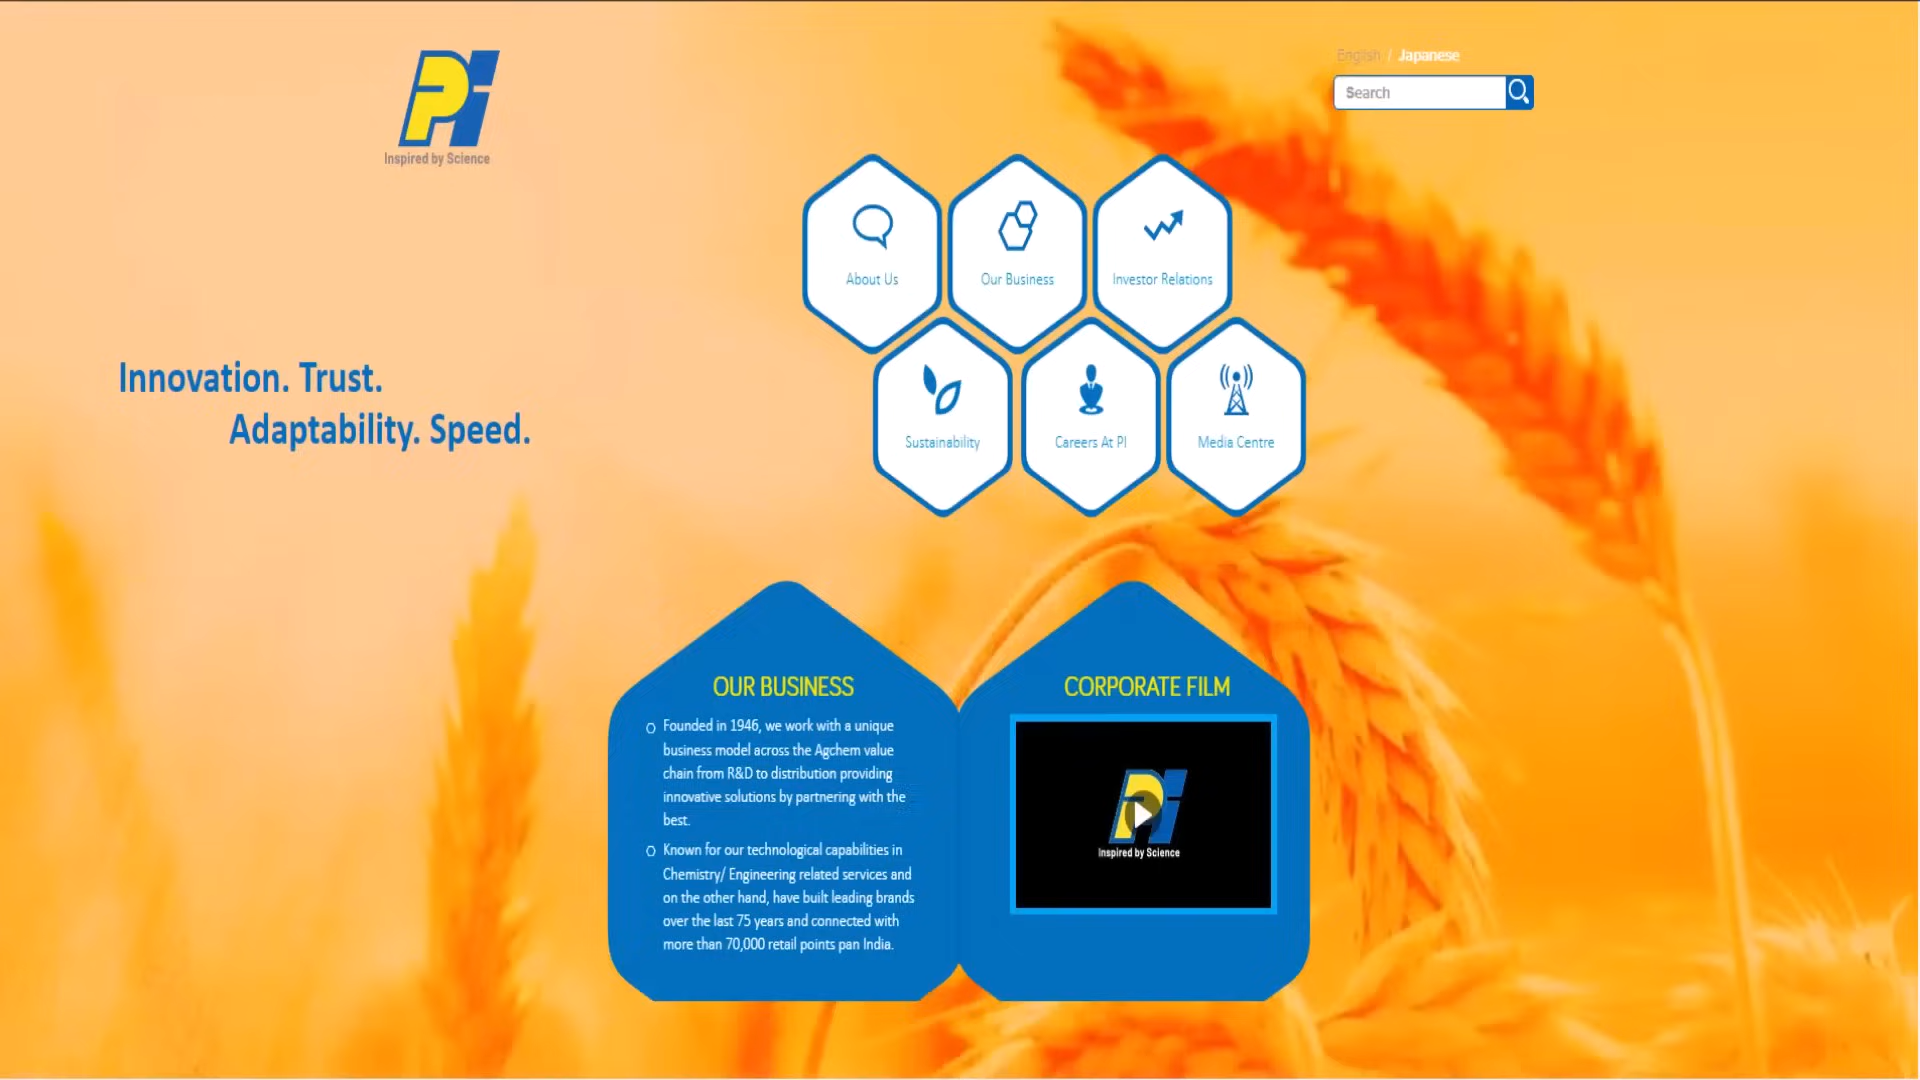 English / Japanese
PI
Inspired by Science
Search
About Us
Our Business
Investor Relations
Innovation. Trust.
Adaptability. Speed.
Sustainability
Careers At PI
Media Centre
OUR BUSINESS
Founded in 1946, we work with a unique
business model across the Agchem value
chain from R&D to distribution providing
innovative solutions by partnering with the
best.
Known for our technological capabilities in
Chemistry/ Engineering related services and
on the other hand, have built leading brands
over the last 75 years and connected with
more than 70,000 retail points pan India.
CORPORATE FILM
PI
Inspired by Science